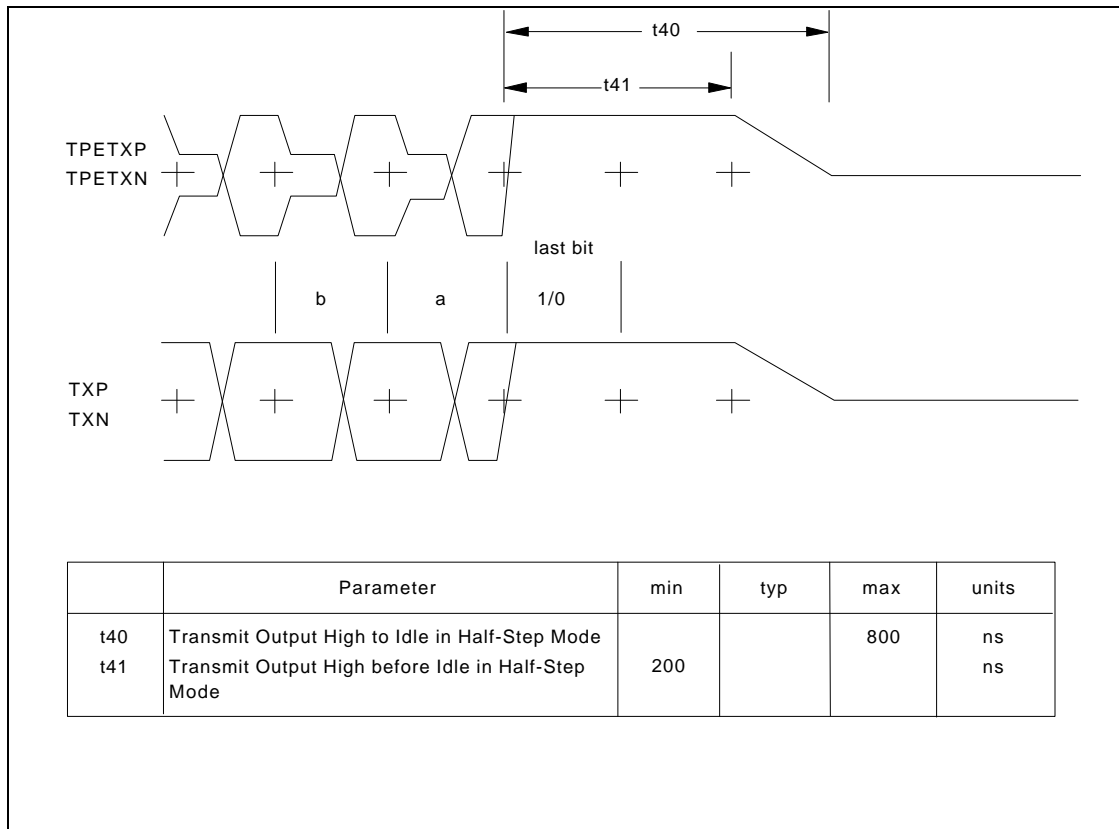 t40
t41
TPETXP
TPETXN
last bit
b a 1/0
TXP
TXN
Parameter min typ max units
t40 Transmit Output High to Idle in Half-Step Mode 800 ns
t41 Transmit Output High before Idle in Half-Step 200 ns
Mode